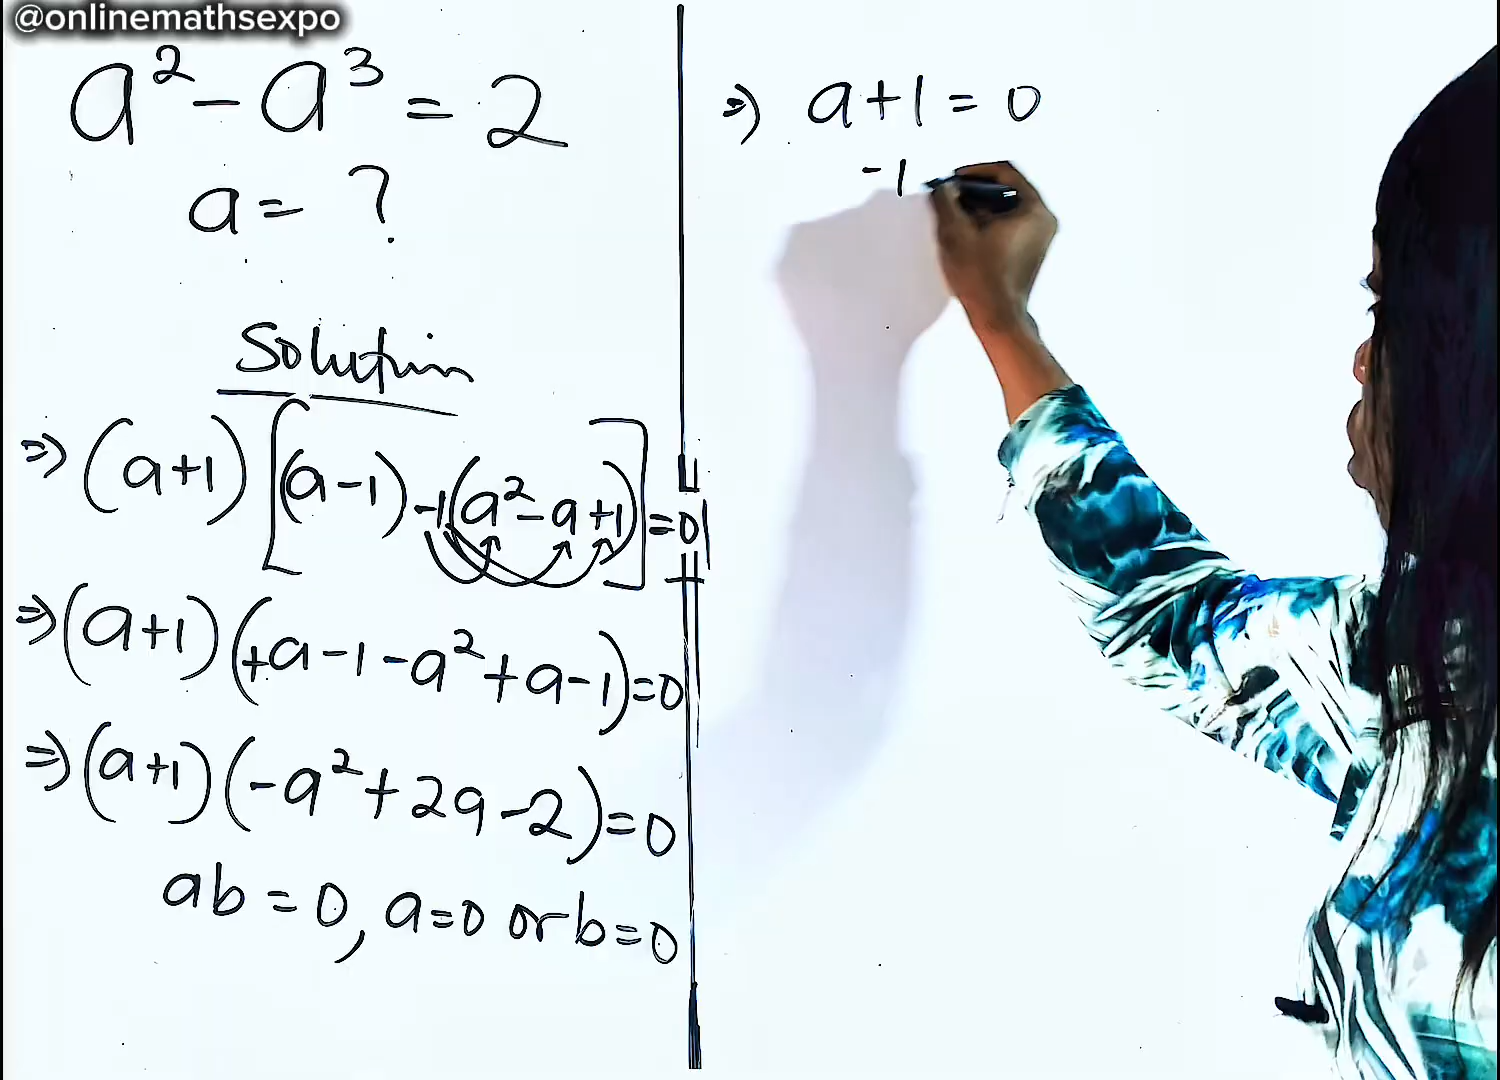 @onlinemathsexpo
a² - a³ = 2
a = ?
Solution
⇒ (a+1) [(a-1) -1(a² - a +1)] = 0
⇒ (a+1) (+a -1 -a² +a -1) = 0
⇒ (a+1) (-a² + 2a -2) = 0
ab = 0, a=0 or b=0
⇒ a+1 = 0
-1